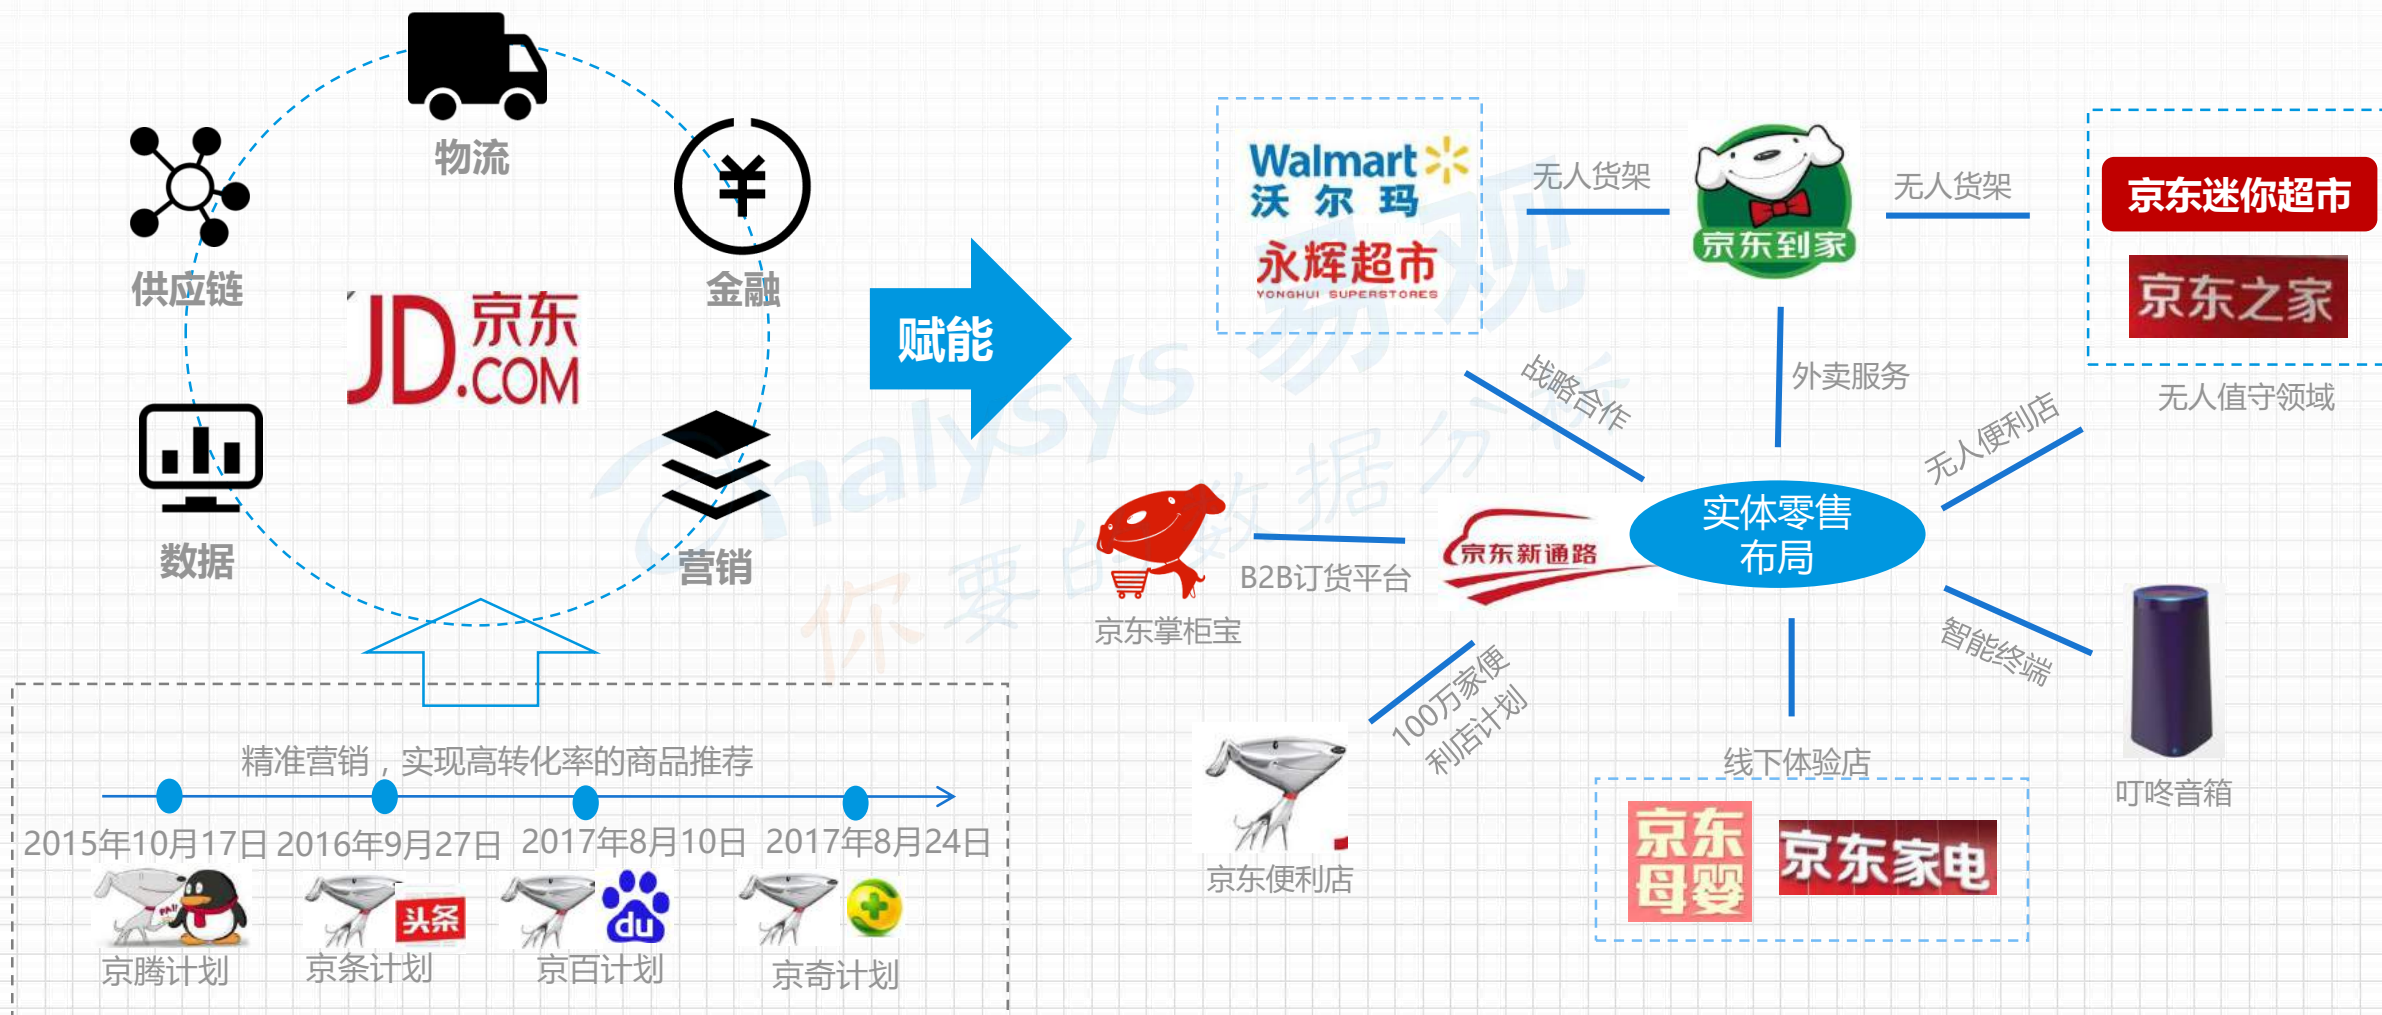 物流
供应链
金融
JD.COM 京东
数据
营销
赋能
精准营销，实现高转化率的商品推荐
2015年10月17日
2016年9月27日
2017年8月10日
2017年8月24日
头条
du
京腾计划
京条计划
京百计划
京奇计划
Walmart
沃尔玛
永辉超市
YONGHUI SUPERSTORES
无人货架
京东到家
无人货架
京东迷你超市
京东之家
无人值守领域
战略合作
外卖服务
无人便利店
京东掌柜宝
B2B订货平台
京东新通路
实体零售
布局
100万家便
利店计划
京东便利店
线下体验店
京东
母婴
京东家电
智能终端
叮咚音箱
analysys 易观
你要的数据分析